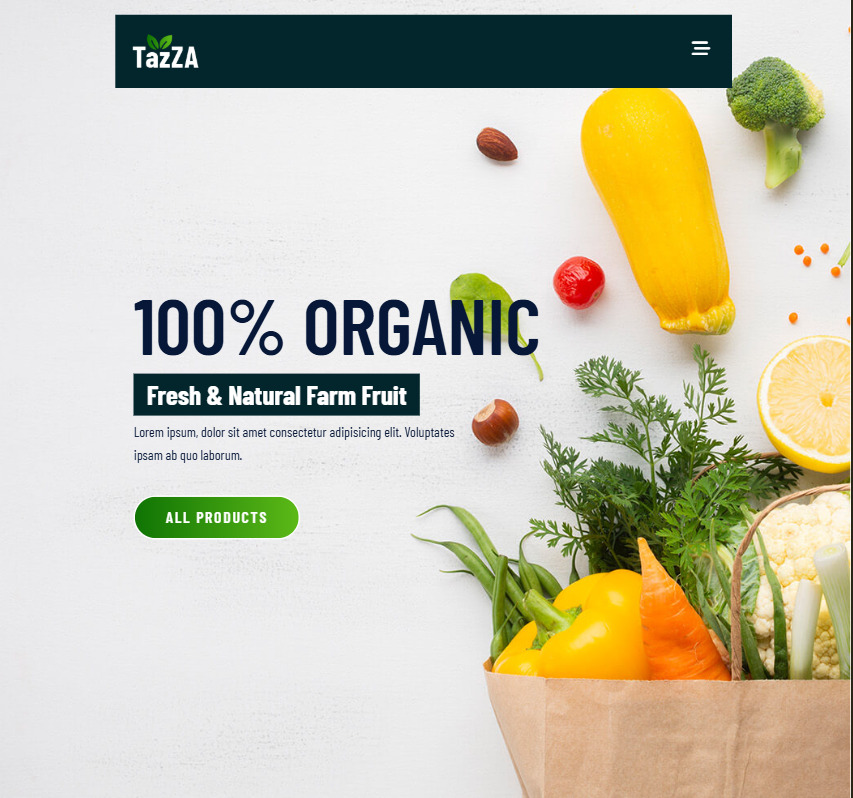 TazZA
100% ORGANIC
Fresh & Natural Farm Fruit
Lorem ipsum, dolor sit amet consectetur adipisicing elit. Voluptates
ipsam ab quo laborum.
ALL PRODUCTS